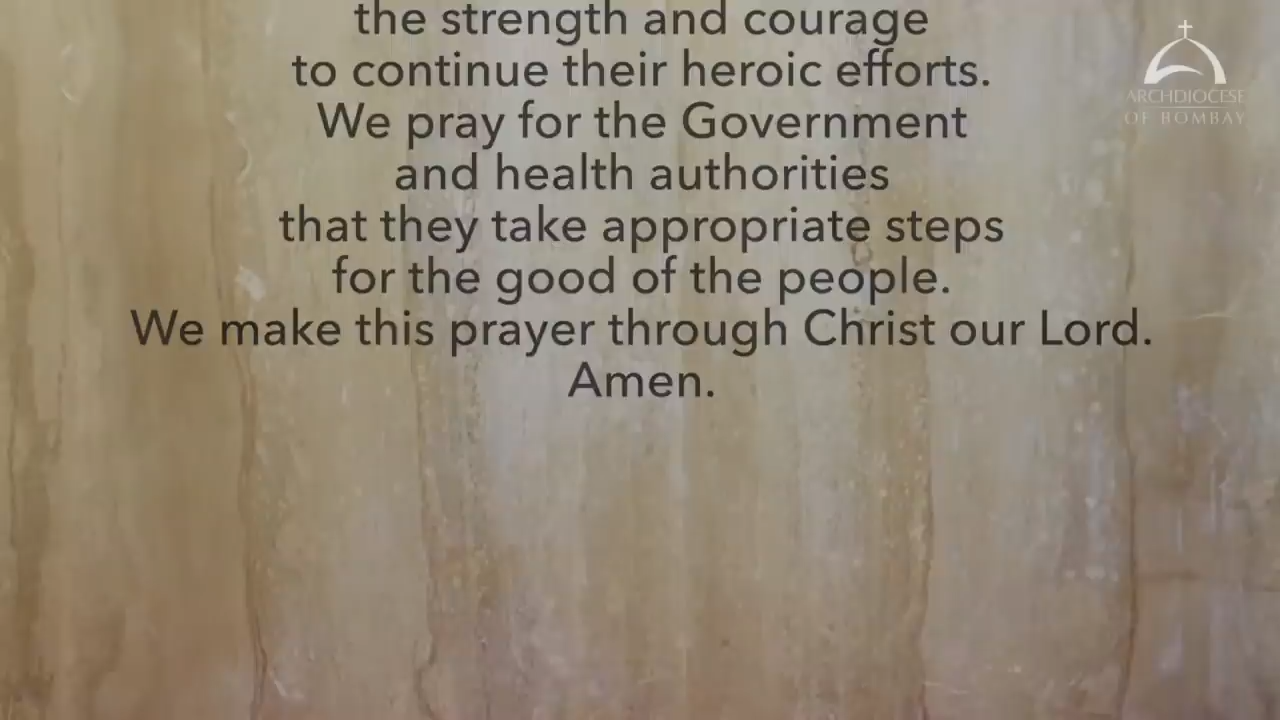 the strength and courage
to continue their heroic efforts.
We pray for the Government
and health authorities
that they take appropriate steps
for the good of the people.
We make this prayer through Christ our Lord.
Amen.
ARCHDIOCESE
OF BOMBAY